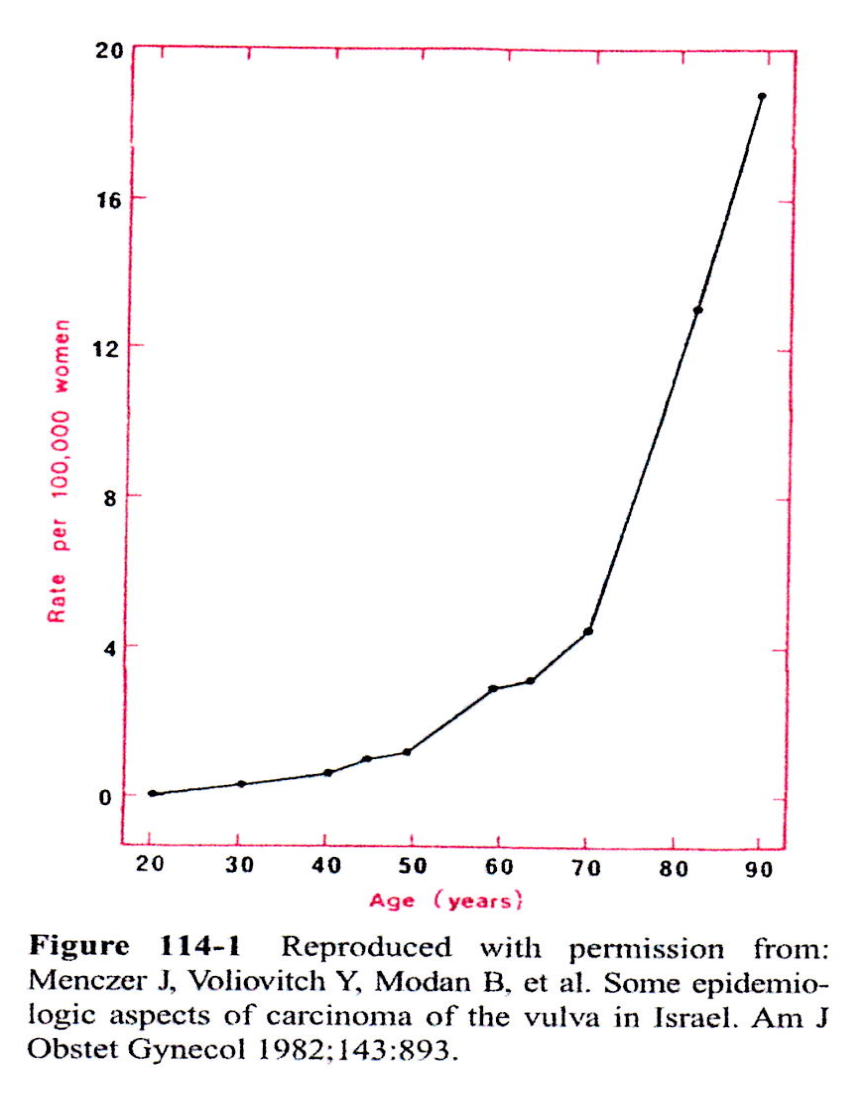 20
16
12
8
4
0
Rate per 100,000 women
20 30 40 50 60 70 80 90
Age (years)
Figure 114-1 Reproduced with permission from:
Menczer J, Voliovitch Y, Modan B, et al. Some epidemio-
logic aspects of carcinoma of the vulva in Israel. Am J
Obstet Gynecol 1982;143:893.